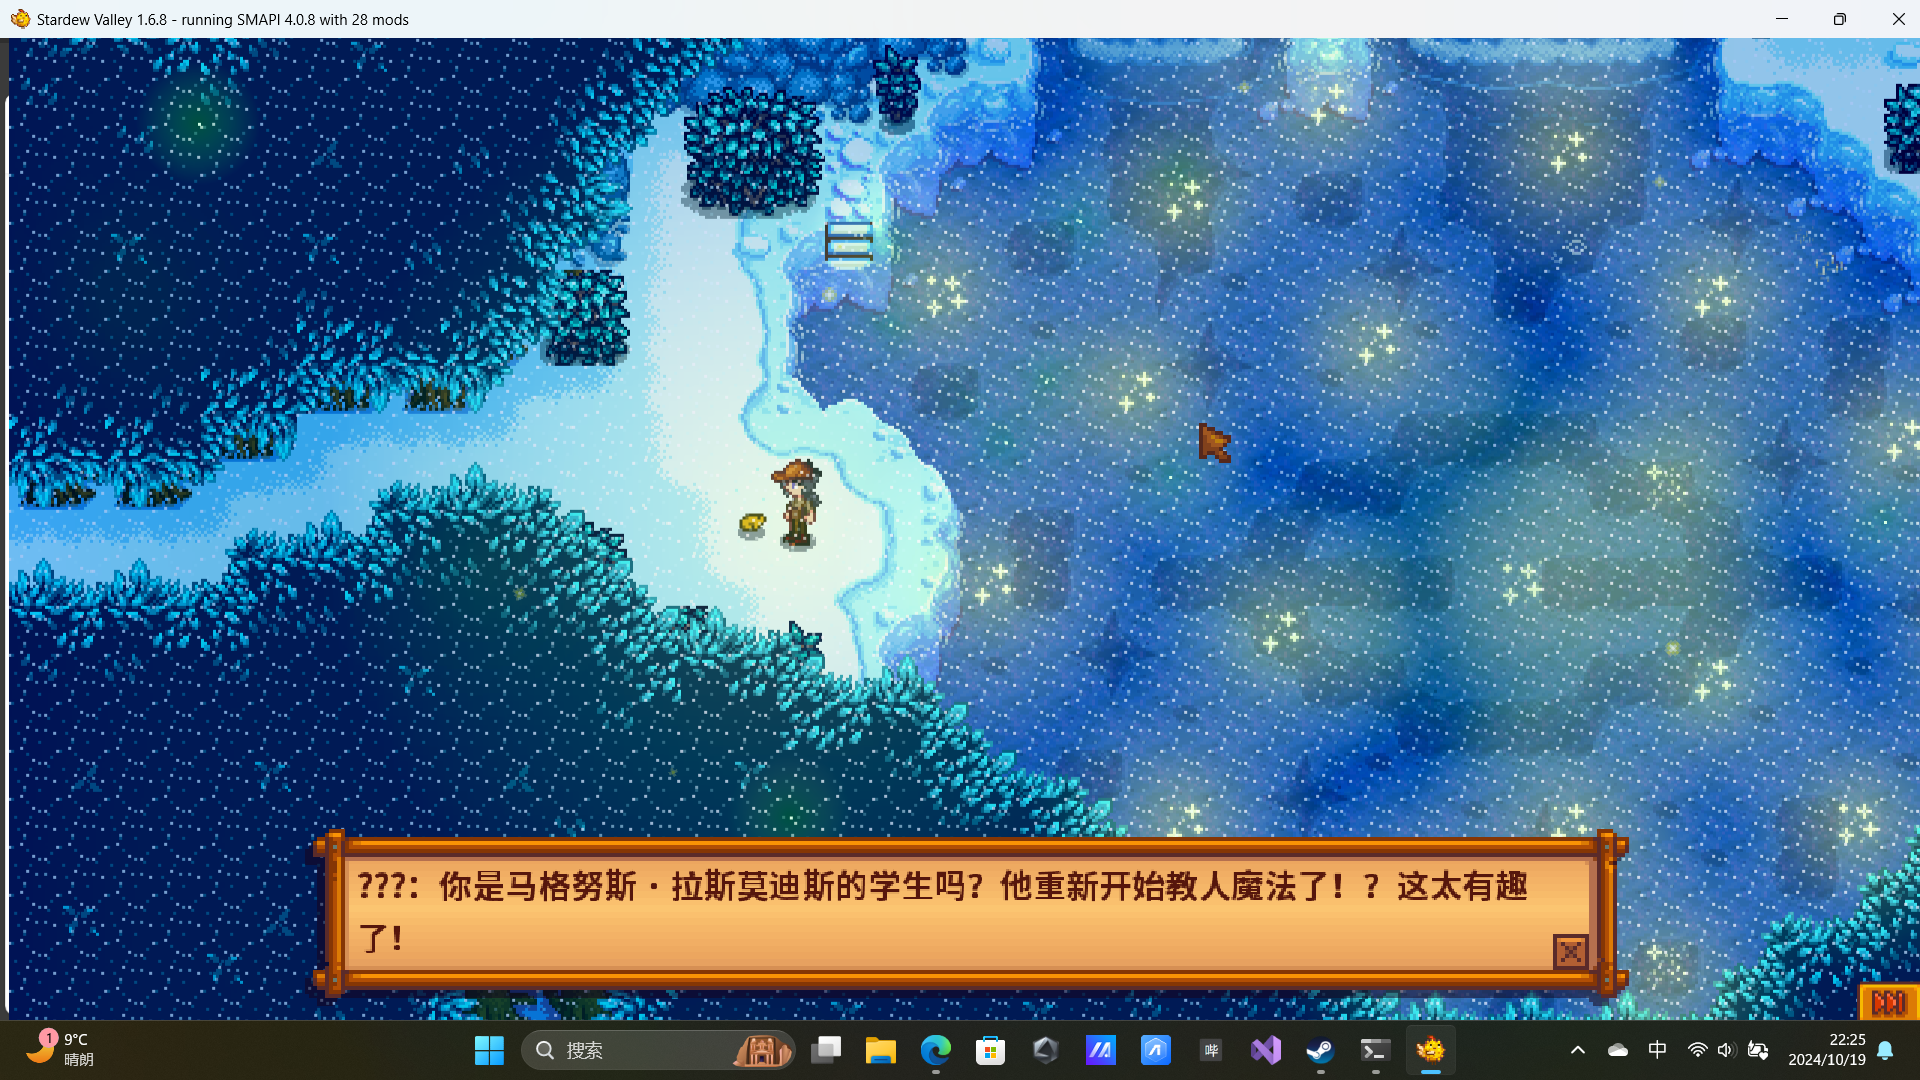 Stardew Valley 1.6.8 - running SMAPI 4.0.8 with 28 mods
???：你是马格努斯·拉斯莫迪斯的学生吗？他重新开始教人魔法了！？这太有趣
了！
1
9°C
晴朗
搜索
哔
中
22:25
2024/10/19